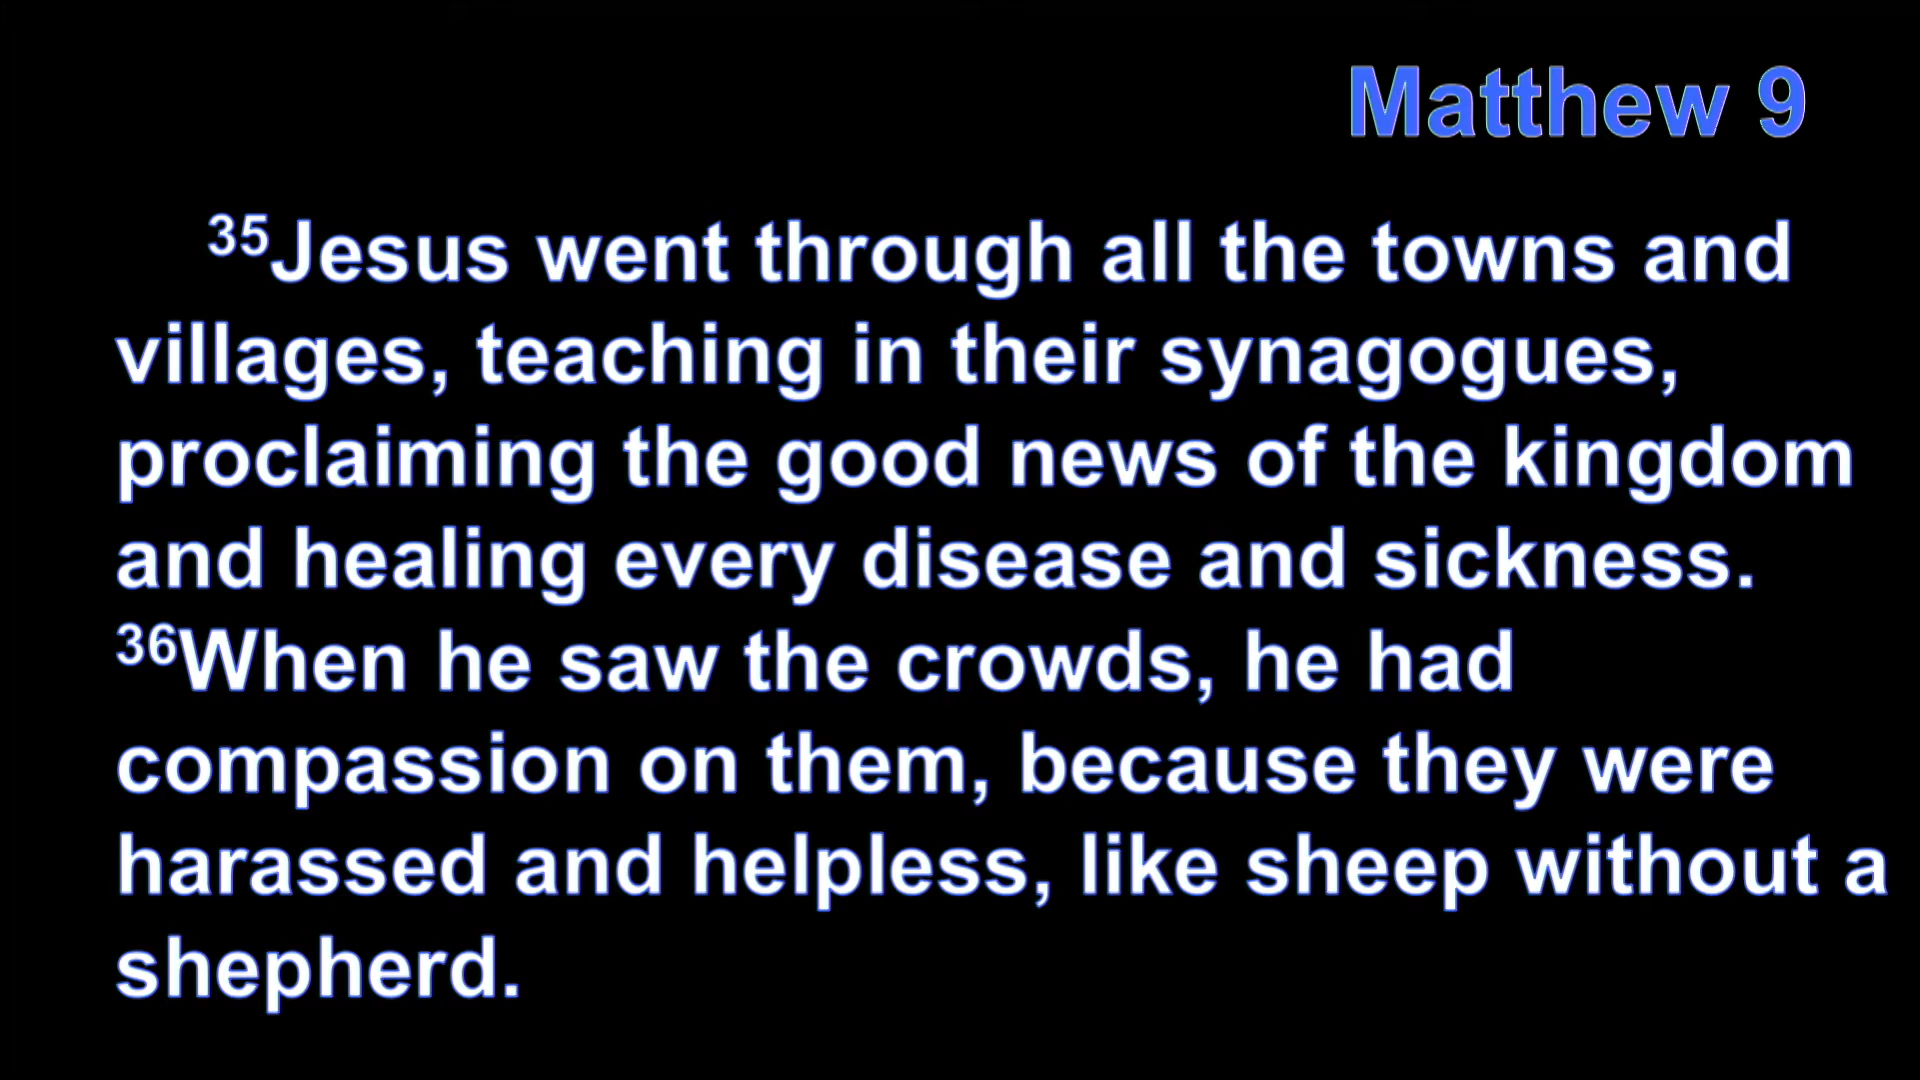 Matthew 9
³⁵Jesus went through all the towns and
villages, teaching in their synagogues,
proclaiming the good news of the kingdom
and healing every disease and sickness.
³⁶When he saw the crowds, he had
compassion on them, because they were
harassed and helpless, like sheep without a
shepherd.